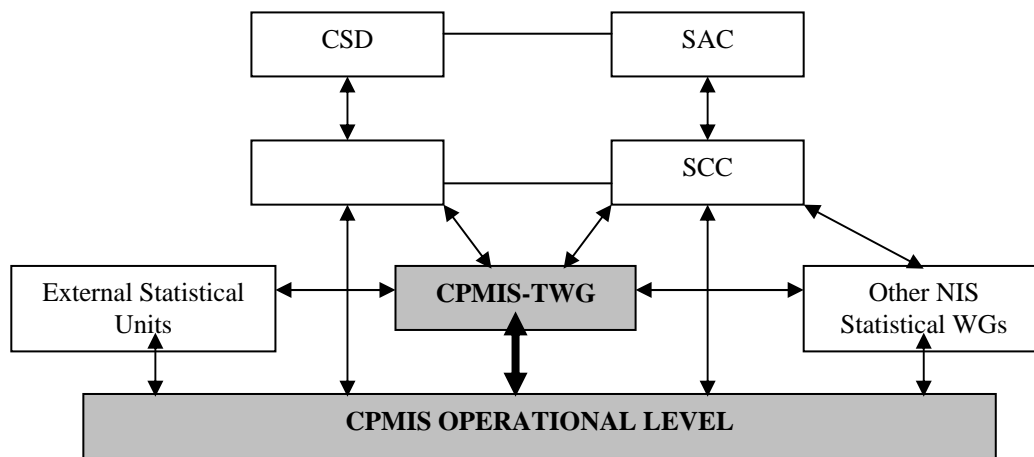 CSD
SAC
SCC
External Statistical
Units
CPMIS-TWG
Other NIS
Statistical WGs
CPMIS OPERATIONAL LEVEL